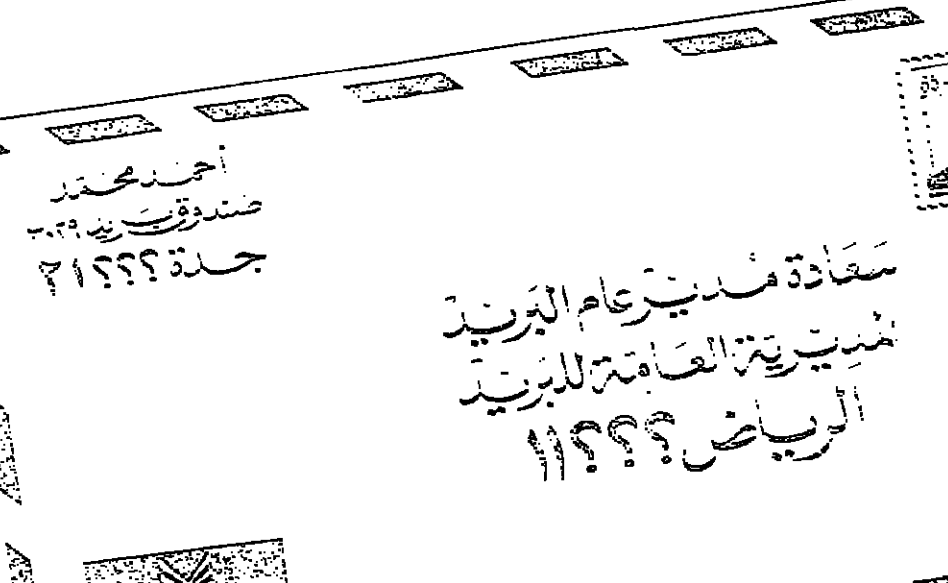 أحمد محمد
صندوق بريد ٢٠٢٩
جدة ؟؟؟٢١
سعادة مدير عام البريد
المديرية العامة للبريد
الرياض ؟؟؟١١